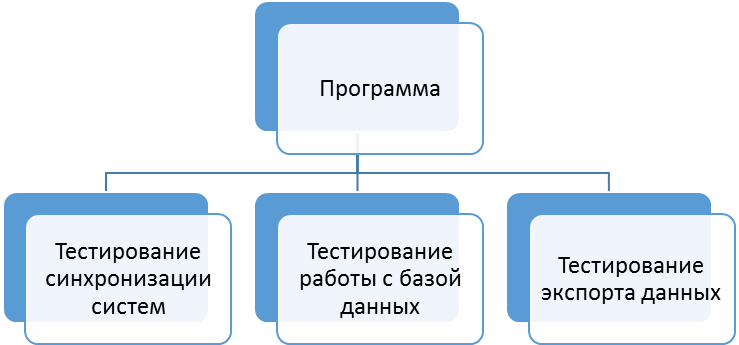 Программа
Тестирование
синхронизации
систем
Тестирование
работы с базой
данных
Тестирование
экспорта данных